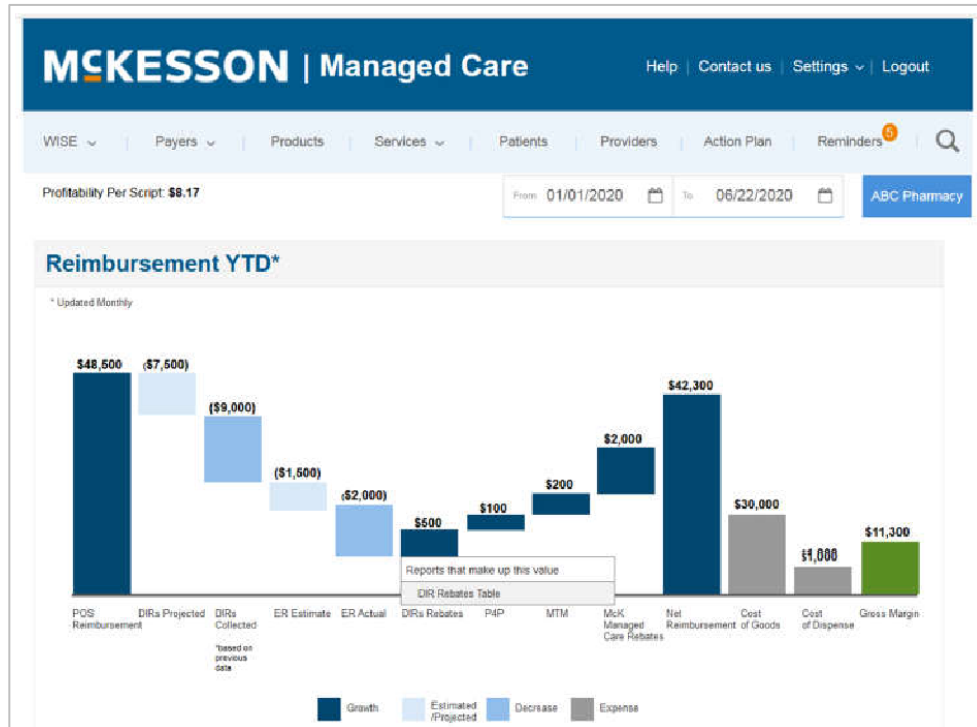 MCKESSON | Managed Care
Help | Contact us | Settings | Logout
WISE | Payers | Products | Services | Patients | Providers | Action Plan | Reminders 5
Profitability Per Script: $8.17
From 01/01/2020 To 06/22/2020 ABC Pharmacy
Reimbursement YTD*
* Updated Monthly
$48,500 ($7,500)
($9,000)
($1,500)
($2,000)
$500
$100
$200
$2,000
$42,300
$30,000
$11,300
Reports that make up this value
DIR Rebates Table
POS Reimbursement
DIRs Projected
DIRs Collected
*based on previous data
ER Estimate
ER Actual
DIRs Rebates
P4P
MTM
McK Managed Care Rebates
Net Reimbursement
Cost of Goods
Cost of Dispense
Gross Margin
Growth
Estimated /Projected
Decrease
Expense